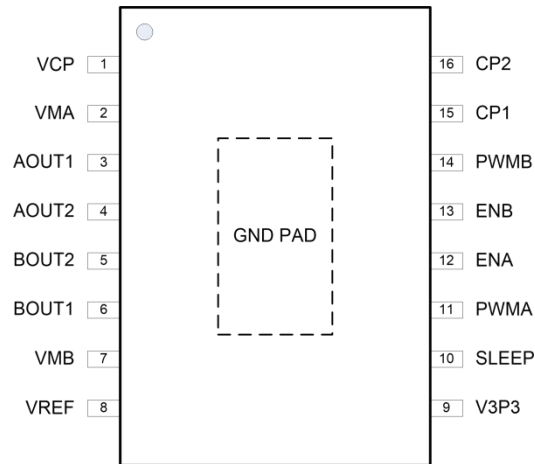 VCP 1 16 CP2
VMA 2 15 CP1
AOUT1 3 14 PWMB
AOUT2 4 13 ENB
GND PAD
BOUT2 5 12 ENA
BOUT1 6 11 PWMA
VMB 7 10 SLEEP
VREF 8 9 V3P3